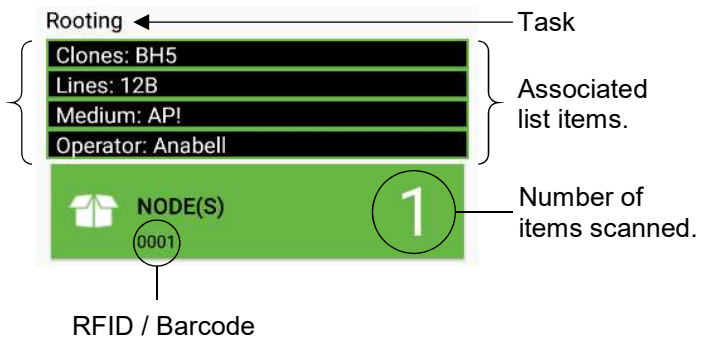 Rooting
Task
Clones: BH5
Lines: 12B
Medium: AP!
Operator: Anabell
Associated
list items.
NODE(S)
0001
1
Number of
items scanned.
RFID / Barcode